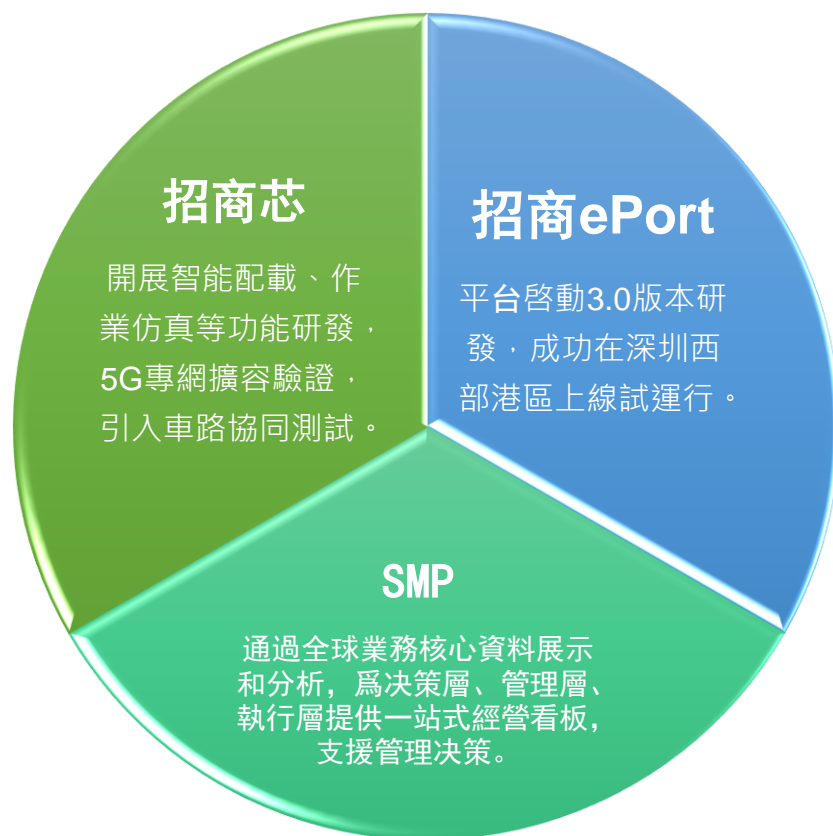 招商芯
開展智能配載、作
業仿真等功能研發，
5G專網擴容驗證，
引入車路協同測試。
招商ePort
平台啓動3.0版本研
發，成功在深圳西
部港區上線試運行。
SMP
通過全球業務核心資料展示
和分析，爲决策層、管理層、
執行層提供一站式經營看板，
支援管理决策。